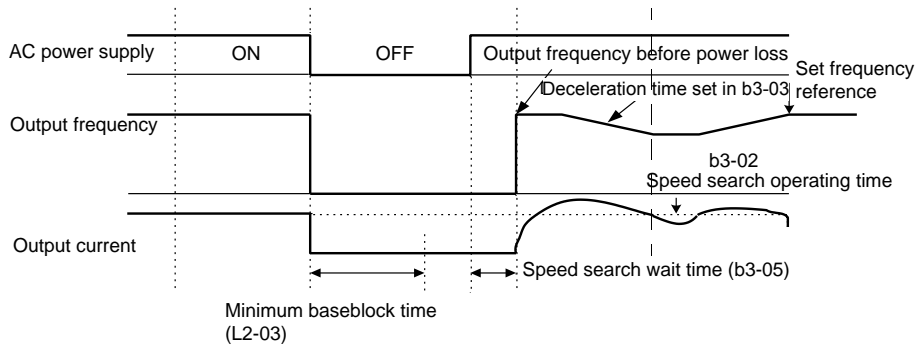 AC power supply
ON
OFF
Output frequency before power loss
Set frequency
reference
Deceleration time set in b3-03
Output frequency
b3-02
Speed search operating time
Output current
Speed search wait time (b3-05)
Minimum baseblock time
(L2-03)